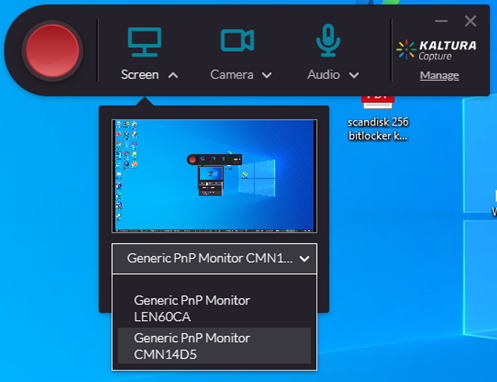 KALTURA
Capture
Screen
Camera
Audio
Manage
scandisk 256
bitlocker k...
Generic PnP Monitor CMN1...
Generic PnP Monitor
LEN60CA
Generic PnP Monitor
CMN14D5